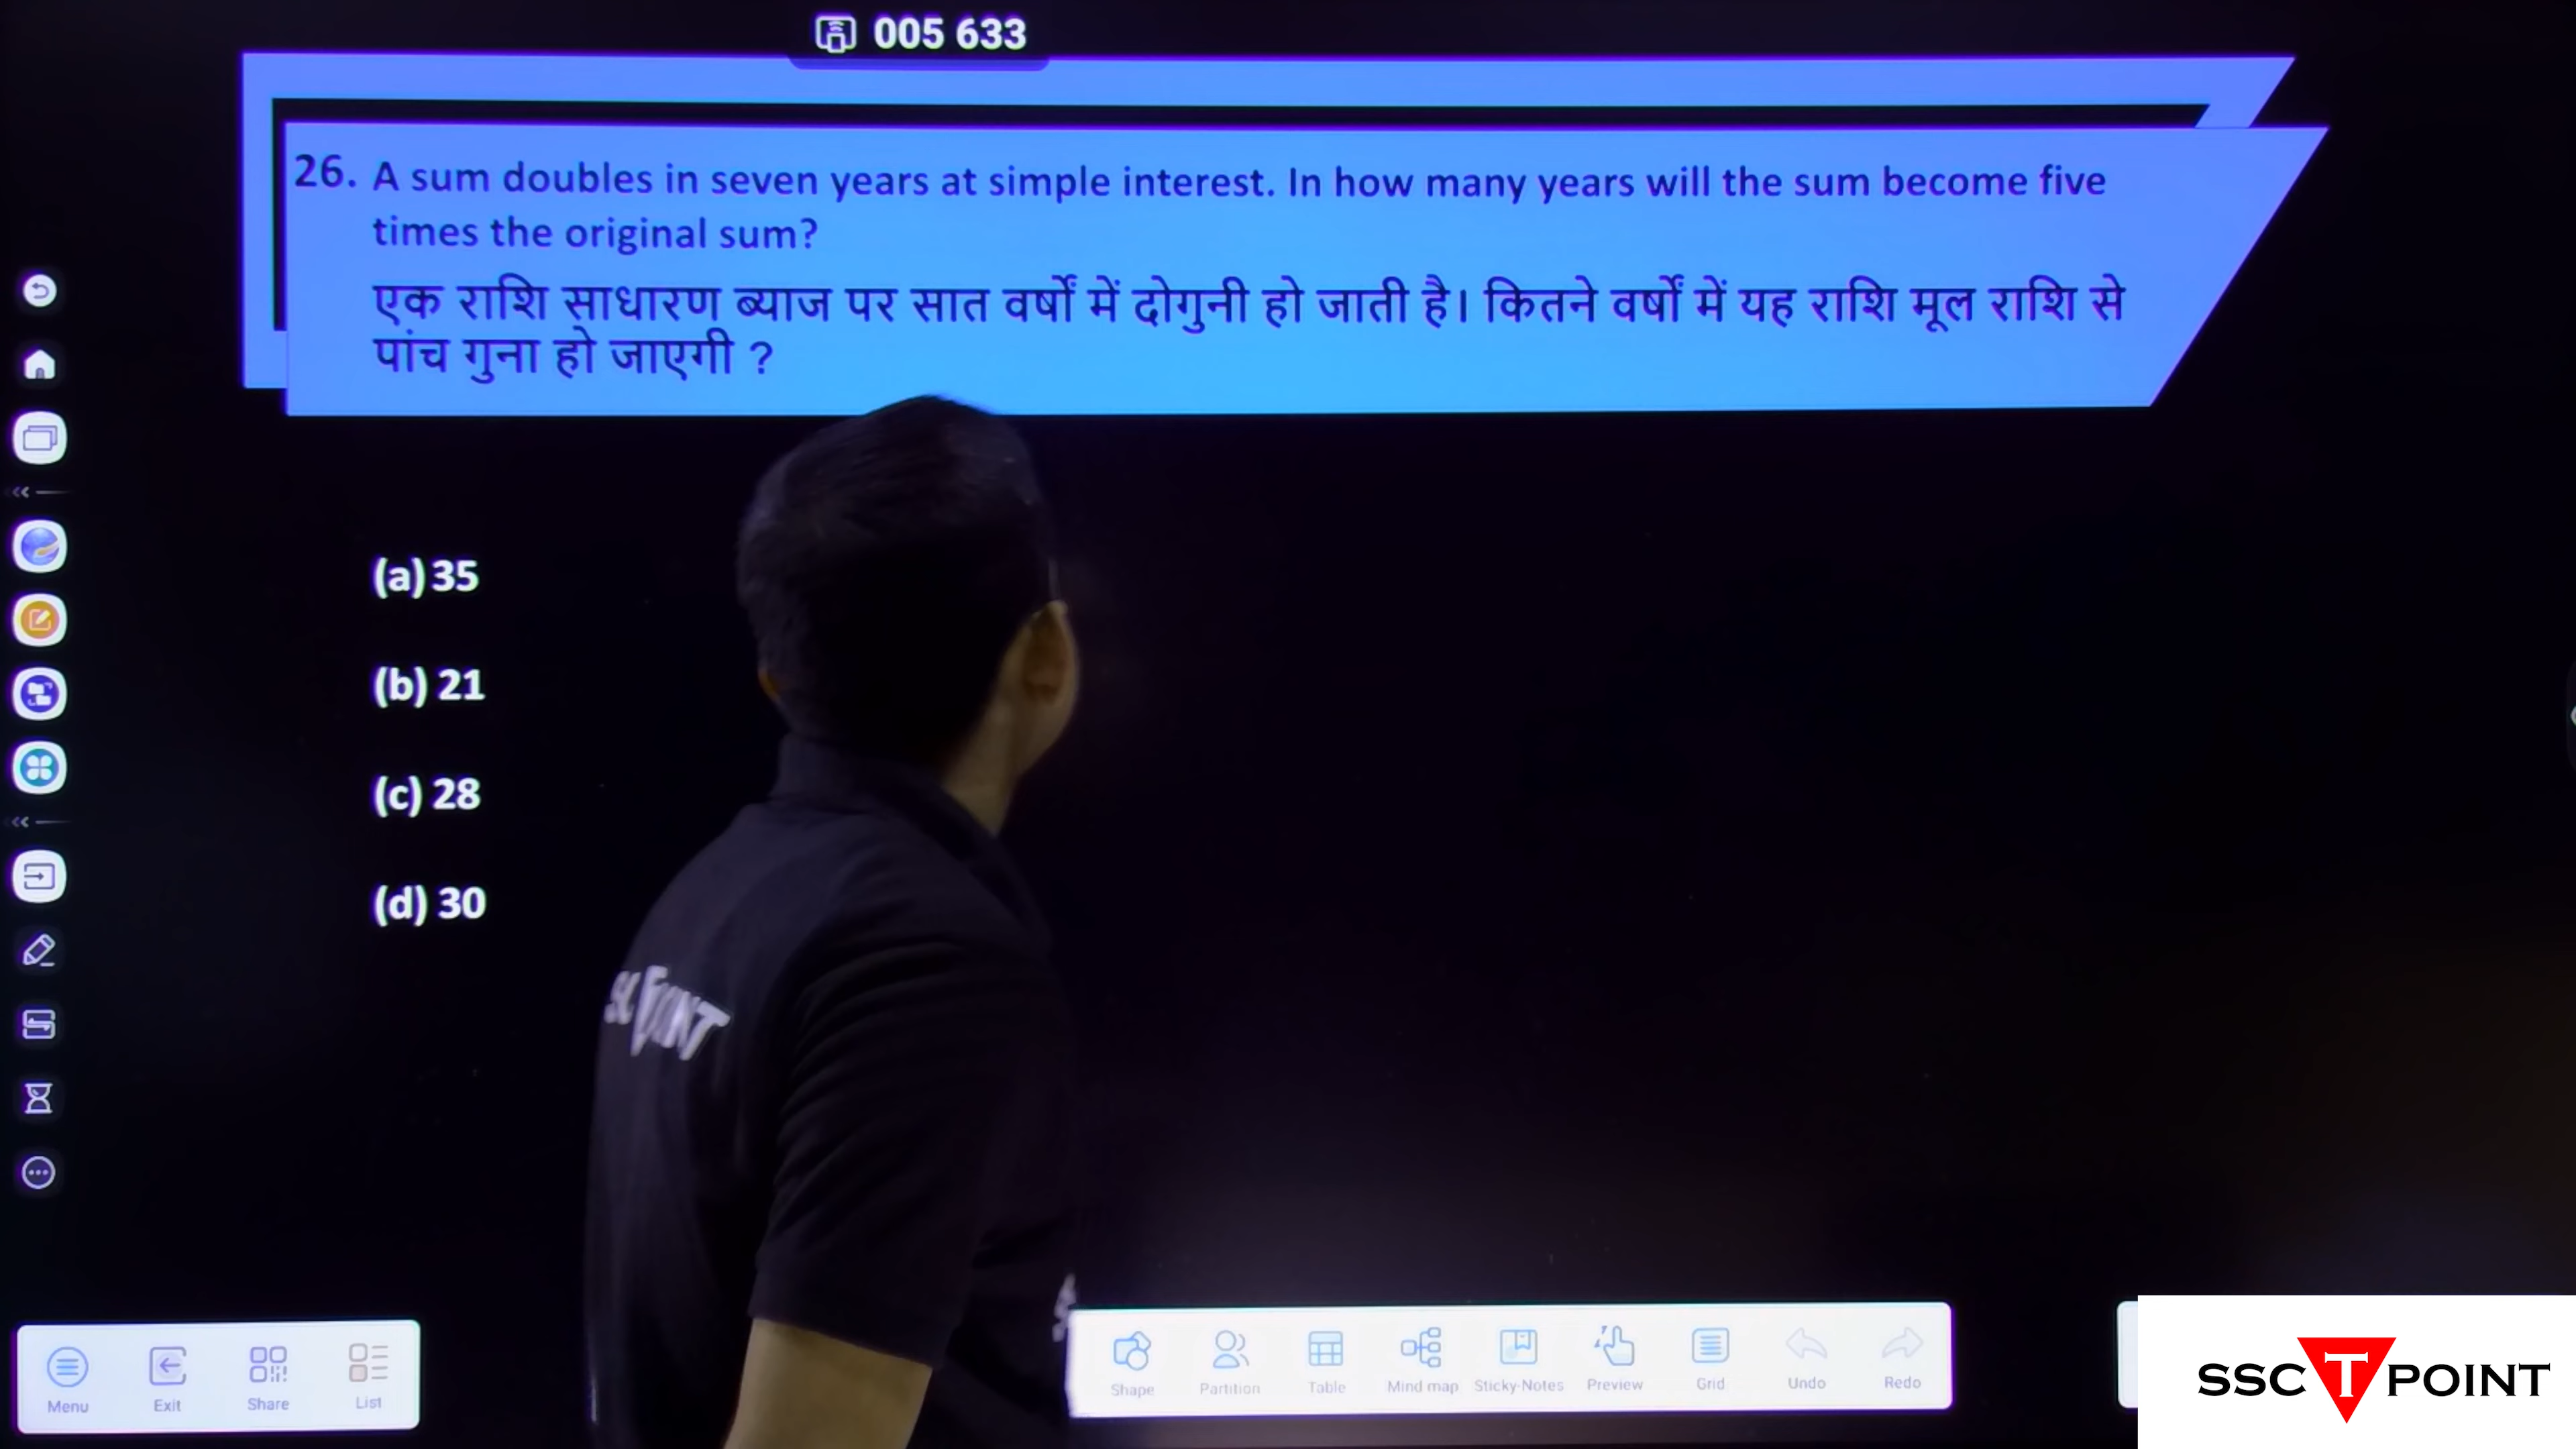 005 633
26. A sum doubles in seven years at simple interest. In how many years will the sum become five
times the original sum?
एक राशि साधारण ब्याज पर सात वर्षों में दोगुनी हो जाती है। कितने वर्षों में यह राशि मूल राशि से
पांच गुना हो जाएगी ?
(a) 35
(b) 21
(c) 28
(d) 30
Menu Exit Share List
Shape Partition Table Mind map Sticky-Notes Preview Grid Undo Redo
SSC T POINT